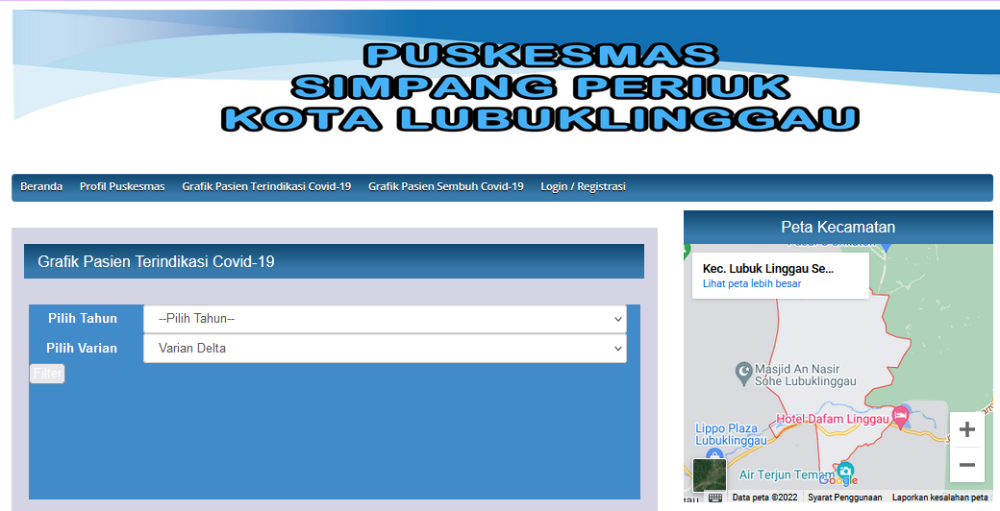 PUSKESMAS
SIMPANG PERIUK
KOTA LUBUKLINGGAU
Beranda Profil Puskesmas Grafik Pasien Terindikasi Covid-19 Grafik Pasien Sembuh Covid-19 Login / Registrasi
Grafik Pasien Terindikasi Covid-19
Pilih Tahun --Pilih Tahun--
Pilih Varian Varian Delta
Filter
Peta Kecamatan
Kec. Lubuk Linggau Se...
Lihat peta lebih besar
Masjid An Nasir
Sohe Lubuklinggau
Hotel Dafam Linggau
Lippo Plaza
Lubuklinggau
Air Terjun Temam
Google
Data peta ©2022 Syarat Penggunaan Laporkan kesalahan peta